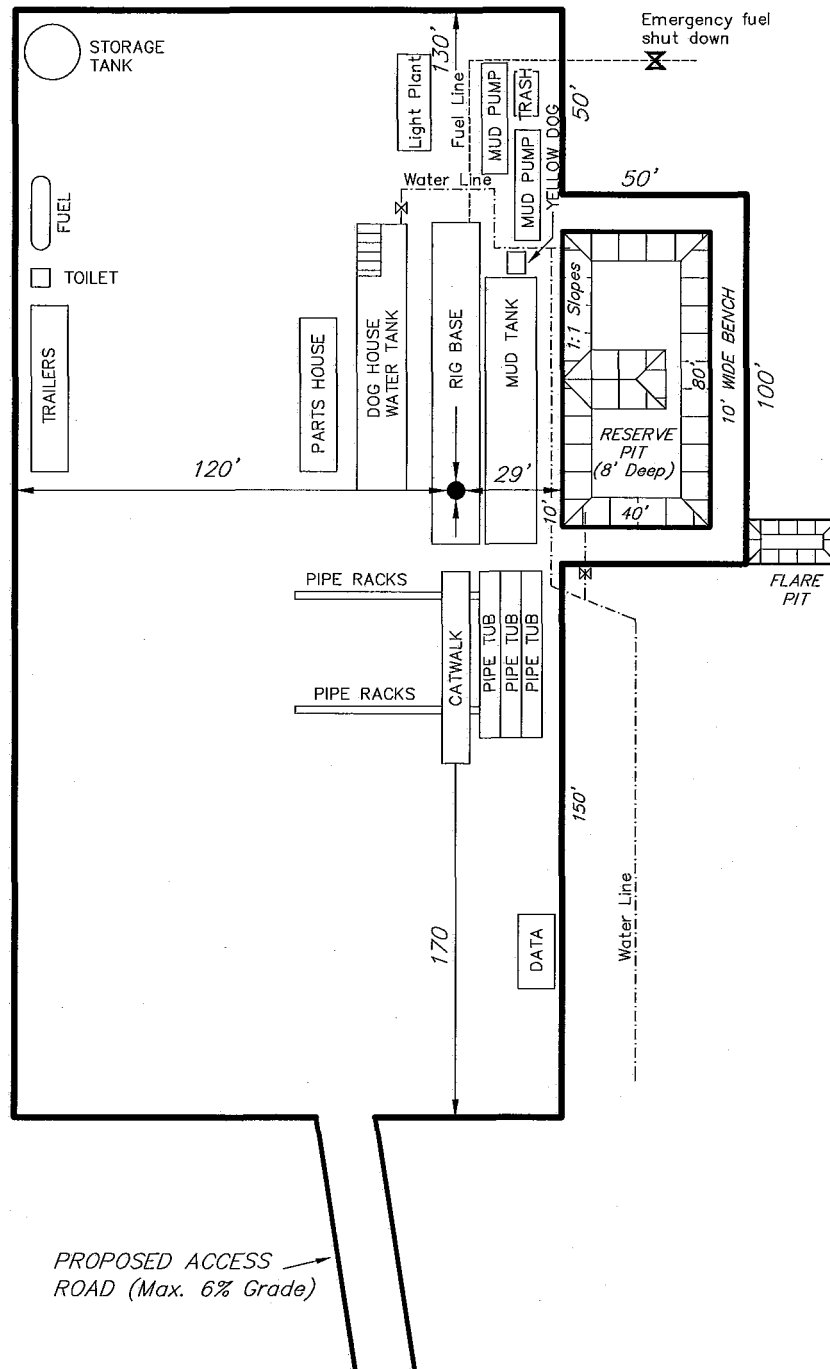 Emergency fuel
shut down
STORAGE
TANK
130'
Light Plant
Fuel Line
MUD PUMP
TRASH
MUD PUMP
YELLOW DOG
50'
50'
Water Line
FUEL
TOILET
TRAILERS
PARTS HOUSE
DOG HOUSE
WATER TANK
RIG BASE
MUD TANK
1:1 Slopes
80'
10' WIDE BENCH
100'
RESERVE
PIT
(8' Deep)
120'
29'
10'
40'
FLARE
PIT
PIPE RACKS
PIPE RACKS
CATWALK
PIPE TUB
PIPE TUB
PIPE TUB
150'
Water Line
170
DATA
PROPOSED ACCESS
ROAD (Max. 6% Grade)